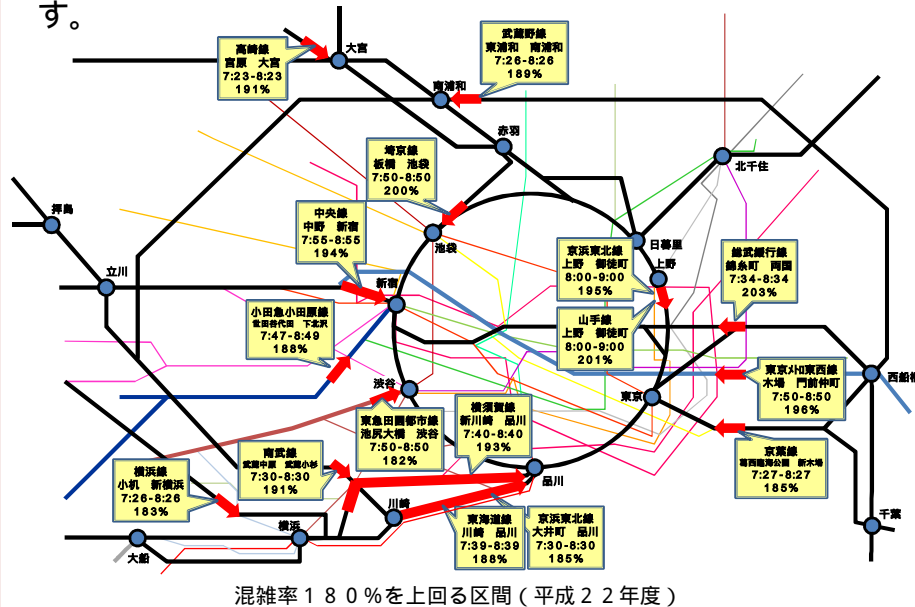 す。
高崎線
宮原　大宮
7:23-8:23
191%
大宮
武蔵野線
東浦和　南浦和
7:26-8:26
189%
南浦和
赤羽
埼京線
板橋　池袋
7:50-8:50
200%
北千住
拝島
中央線
中野　新宿
7:55-8:55
194%
池袋
日暮里
京浜東北線
上野　御徒町
8:00-9:00
195%
上野
総武緩行線
錦糸町　両国
7:34-8:34
203%
立川
新宿
小田急小田原線
世田谷代田　下北沢
7:47-8:49
188%
山手線
上野　御徒町
8:00-9:00
201%
渋谷
東京
東京メトロ東西線
木場　門前仲町
7:50-8:50
196%
西船橋
東急田園都市線
池尻大橋　渋谷
7:50-8:50
182%
横須賀線
新川崎　品川
7:40-8:40
193%
京葉線
葛西臨海公園　新木場
7:27-8:27
185%
南武線
武蔵中原　武蔵小杉
7:30-8:30
191%
横浜線
小机　新横浜
7:26-8:26
183%
品川
川崎
横浜
大船
東海道線
川崎　品川
7:39-8:39
188%
京浜東北線
大井町　品川
7:30-8:30
185%
千葉
混雑率１８０%を上回る区間（平成２２年度）